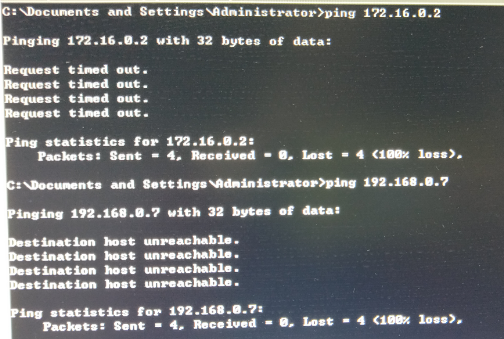 C:\Documents and Settings\Administrator>ping 172.16.0.2
Pinging 172.16.0.2 with 32 bytes of data:
Request timed out.
Request timed out.
Request timed out.
Request timed out.
Ping statistics for 172.16.0.2:
Packets: Sent = 4, Received = 0, Lost = 4 (100% loss),
C:\Documents and Settings\Administrator>ping 192.168.0.7
Pinging 192.168.0.7 with 32 bytes of data:
Destination host unreachable.
Destination host unreachable.
Destination host unreachable.
Destination host unreachable.
Ping statistics for 192.168.0.7:
Packets: Sent = 4, Received = 0, Lost = 4 (100% loss),